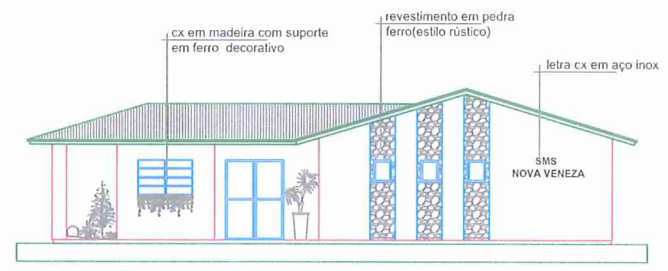 revestimento em pedra
ferro(estilo rústico)
cx em madeira com suporte
em ferro decorativo
letra cx em aço inox
SMS
NOVA VENEZA